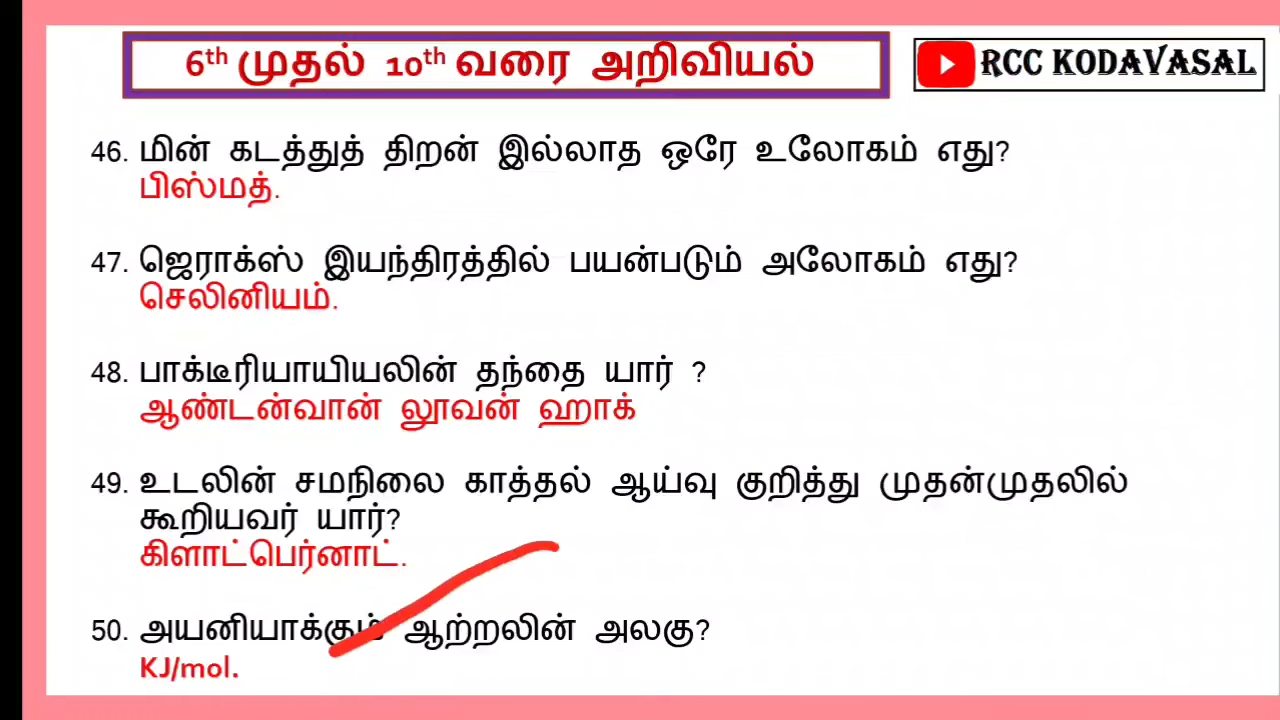 6th முதல் 10th வரை அறிவியல்
RCC KODAVASAL
46. மின் கடத்துத் திறன் இல்லாத ஒரே உலோகம் எது?
பிஸ்மத்.
47. ஜெராக்ஸ் இயந்திரத்தில் பயன்படும் அலோகம் எது?
செலினியம்.
48. பாக்டீரியாயியலின் தந்தை யார் ?
ஆண்டன்வான் லூவன் ஹாக்
49. உடலின் சமநிலை காத்தல் ஆய்வு குறித்து முதன்முதலில்
கூறியவர் யார்?
கிளாட்பெர்னாட்.
50. அயனியாக்கும் ஆற்றலின் அலகு?
KJ/mol.